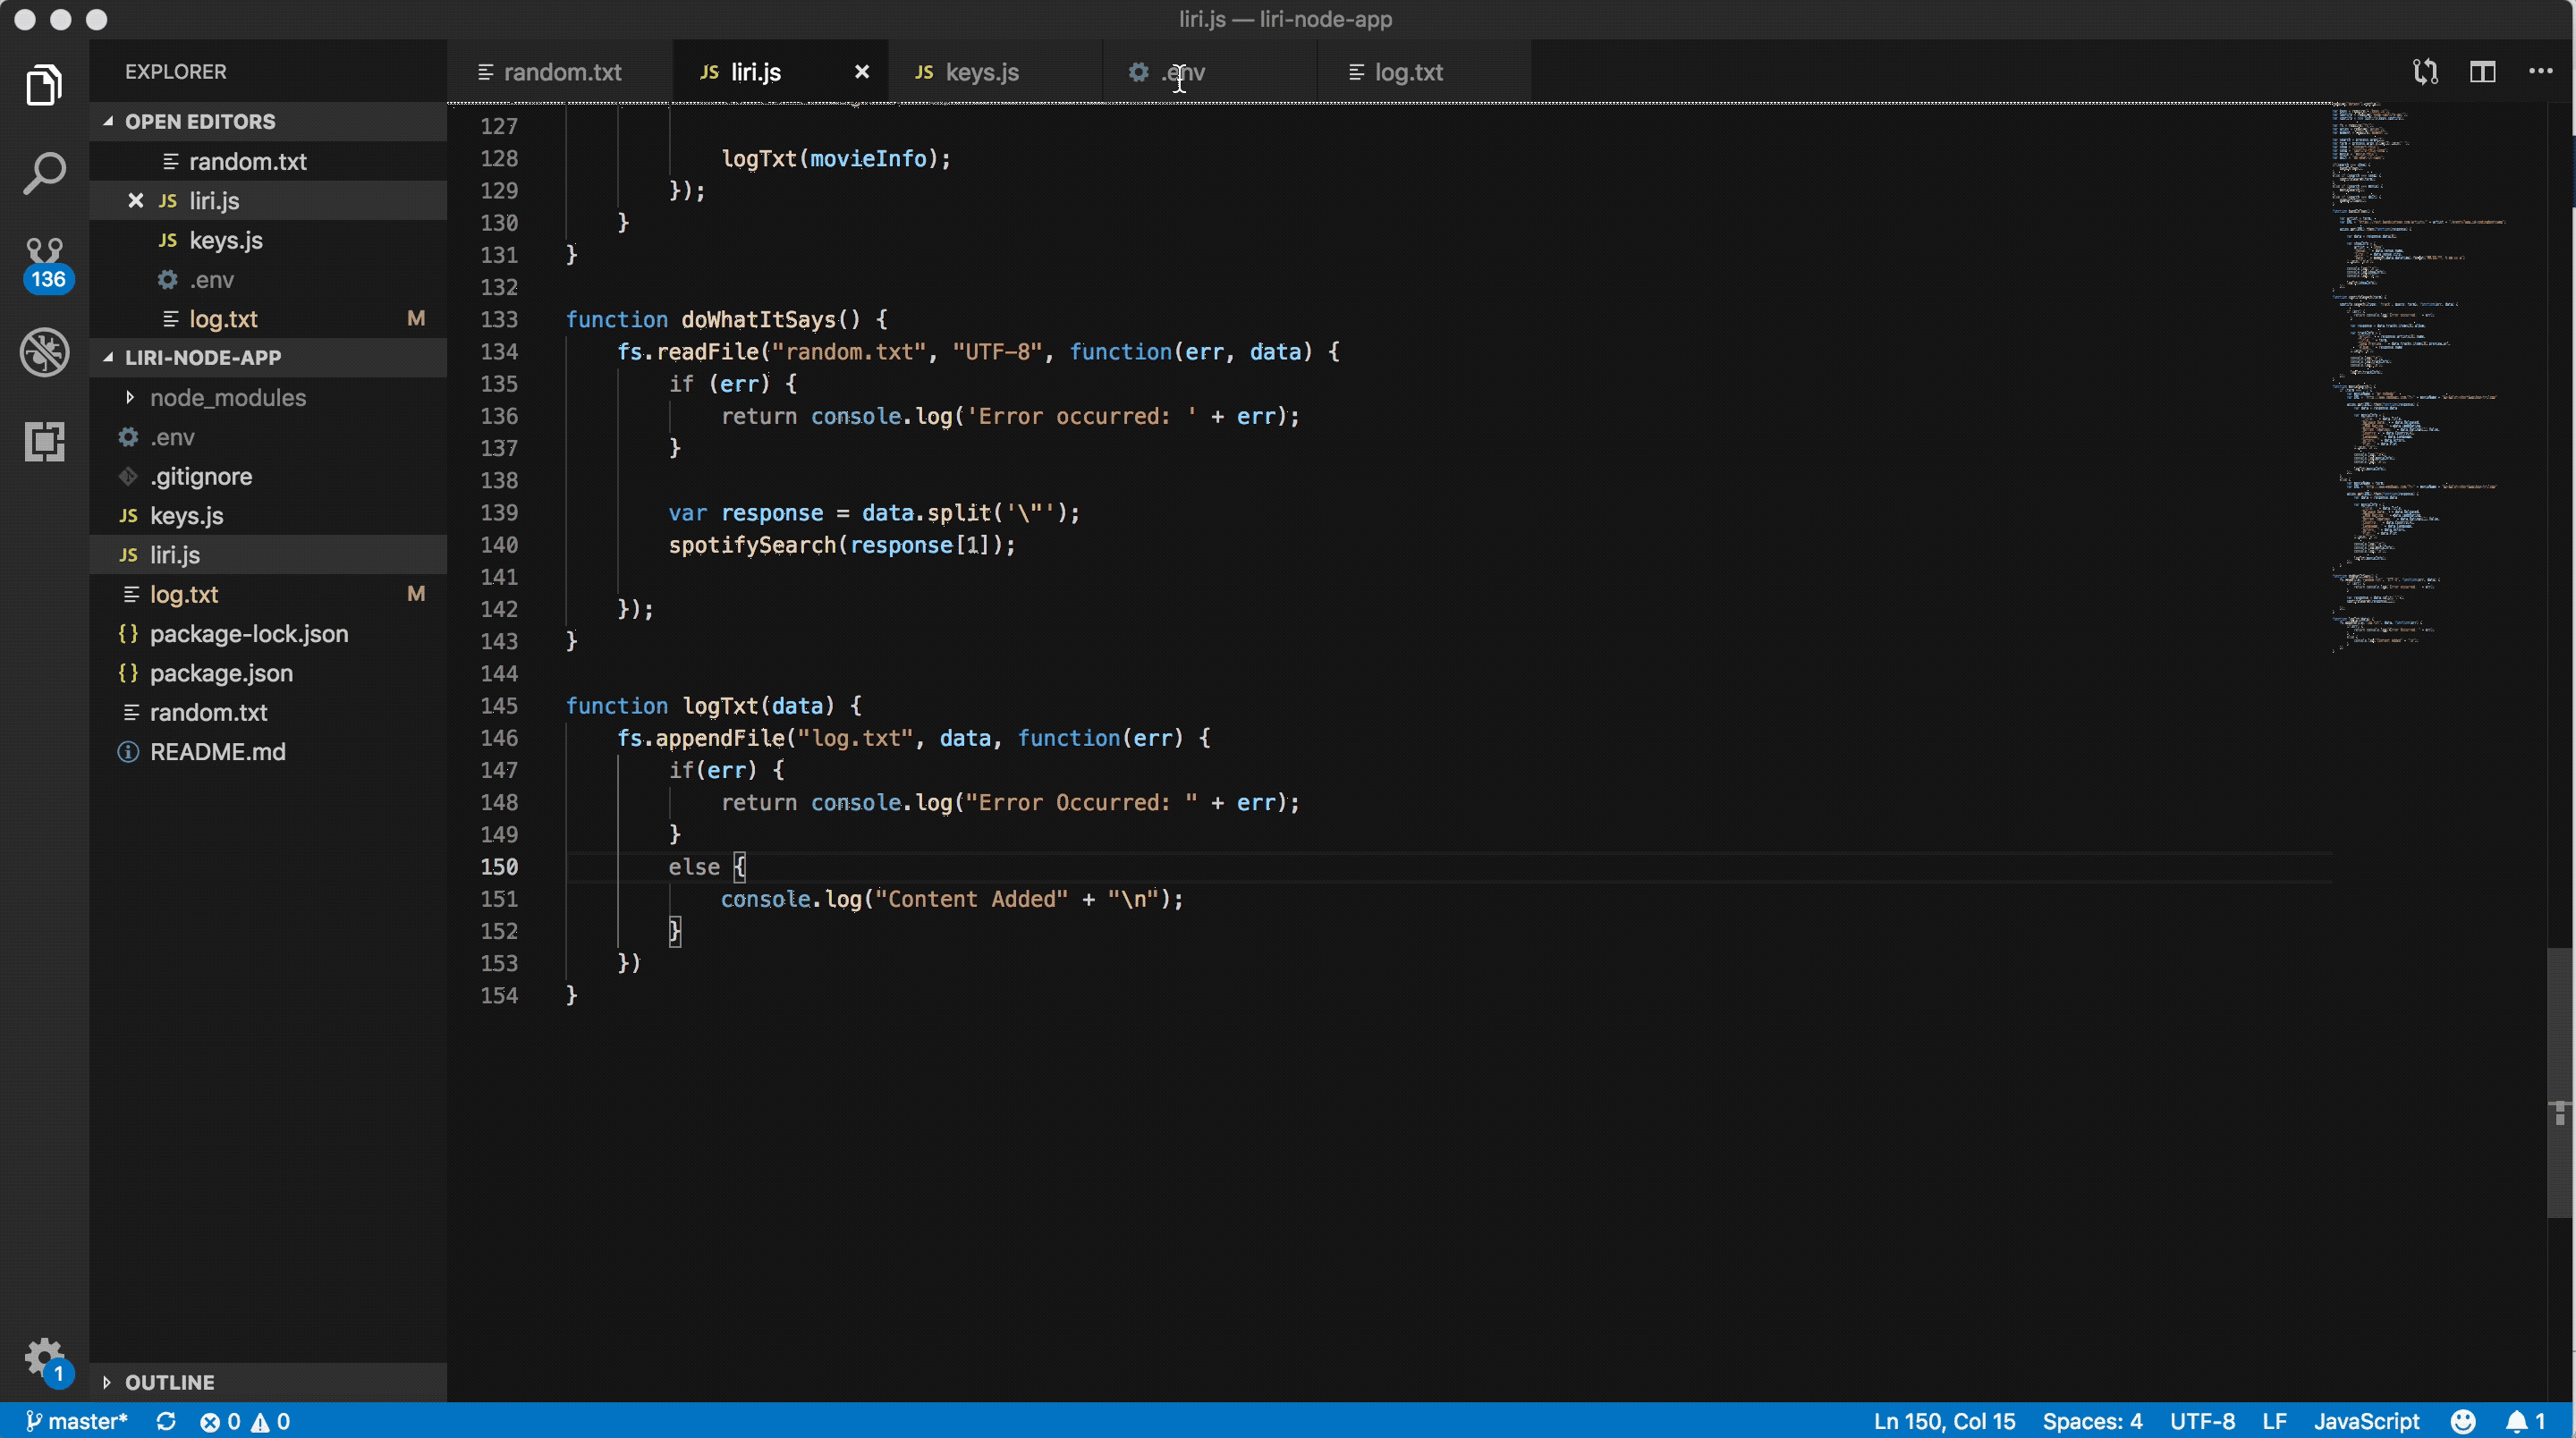 liri.js — liri-node-app
EXPLORER
OPEN EDITORS
random.txt
JS liri.js
JS keys.js
.env
log.txt M
LIRI-NODE-APP
node_modules
.env
.gitignore
JS keys.js
JS liri.js
log.txt M
{} package-lock.json
{} package.json
random.txt
README.md
OUTLINE
136
1
random.txt
JS liri.js
JS keys.js
.env
log.txt
127
128 logTxt(movieInfo);
129 });
130 }
131 }
132
133 function doWhatItSays() {
134 fs.readFile("random.txt", "UTF-8", function(err, data) {
135 if (err) {
136 return console.log('Error occurred: ' + err);
137 }
138
139 var response = data.split('\"');
140 spotifySearch(response[1]);
141
142 });
143 }
144
145 function logTxt(data) {
146 fs.appendFile("log.txt", data, function(err) {
147 if(err) {
148 return console.log("Error Occurred: " + err);
149 }
150 else {
151 console.log("Content Added" + "\n");
152 }
153 })
154 }
master* 0 0 Ln 150, Col 15 Spaces: 4 UTF-8 LF JavaScript 1